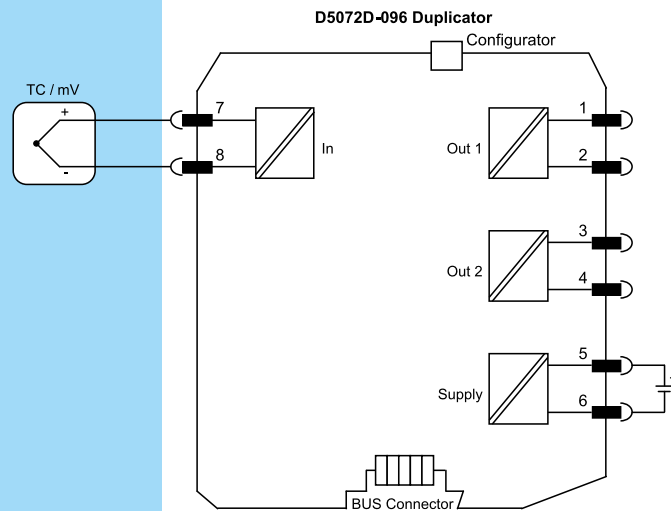 D5072D-096 Duplicator
Configurator
TC / mV
+
-
7
8
In
1
Out 1
2
3
Out 2
4
5
Supply
6
BUS Connector